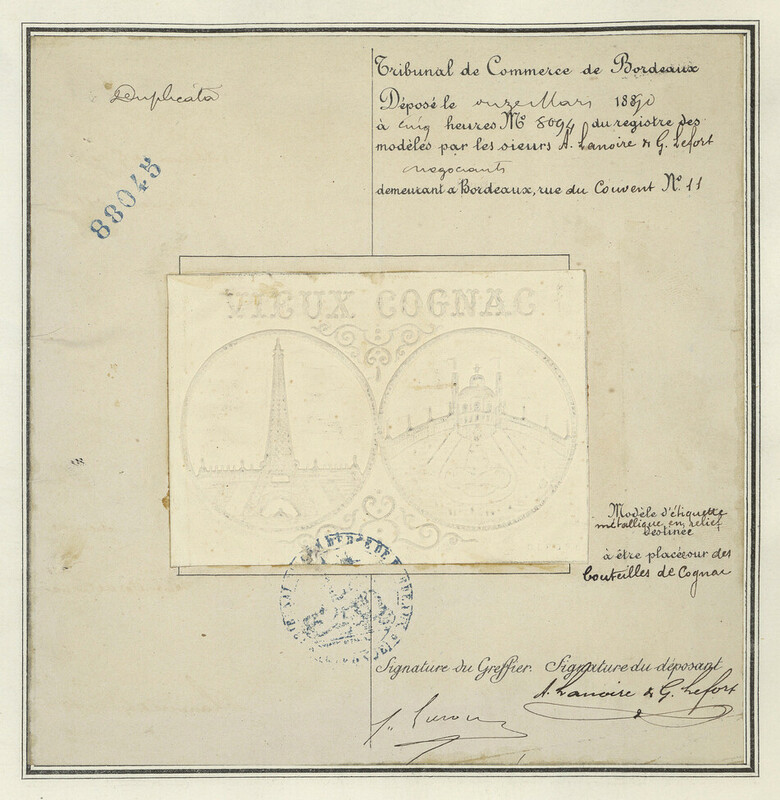 Duplicata
88045
Tribunal de Commerce de Bordeaux
Déposé le onze Mars 1890
à cinq heures No 8094 du registre des
modèles par les sieurs A. Lanoire & G. Lefort
négociants
demeurant à Bordeaux, rue du Couvent No. 11
VIEUX COGNAC
Modèle d'étiquette
métallique en relief
destinée
à être placée sur des
bouteilles de Cognac
Signature du Greffier. Signature du déposant
A. Lanoire & G. Lefort